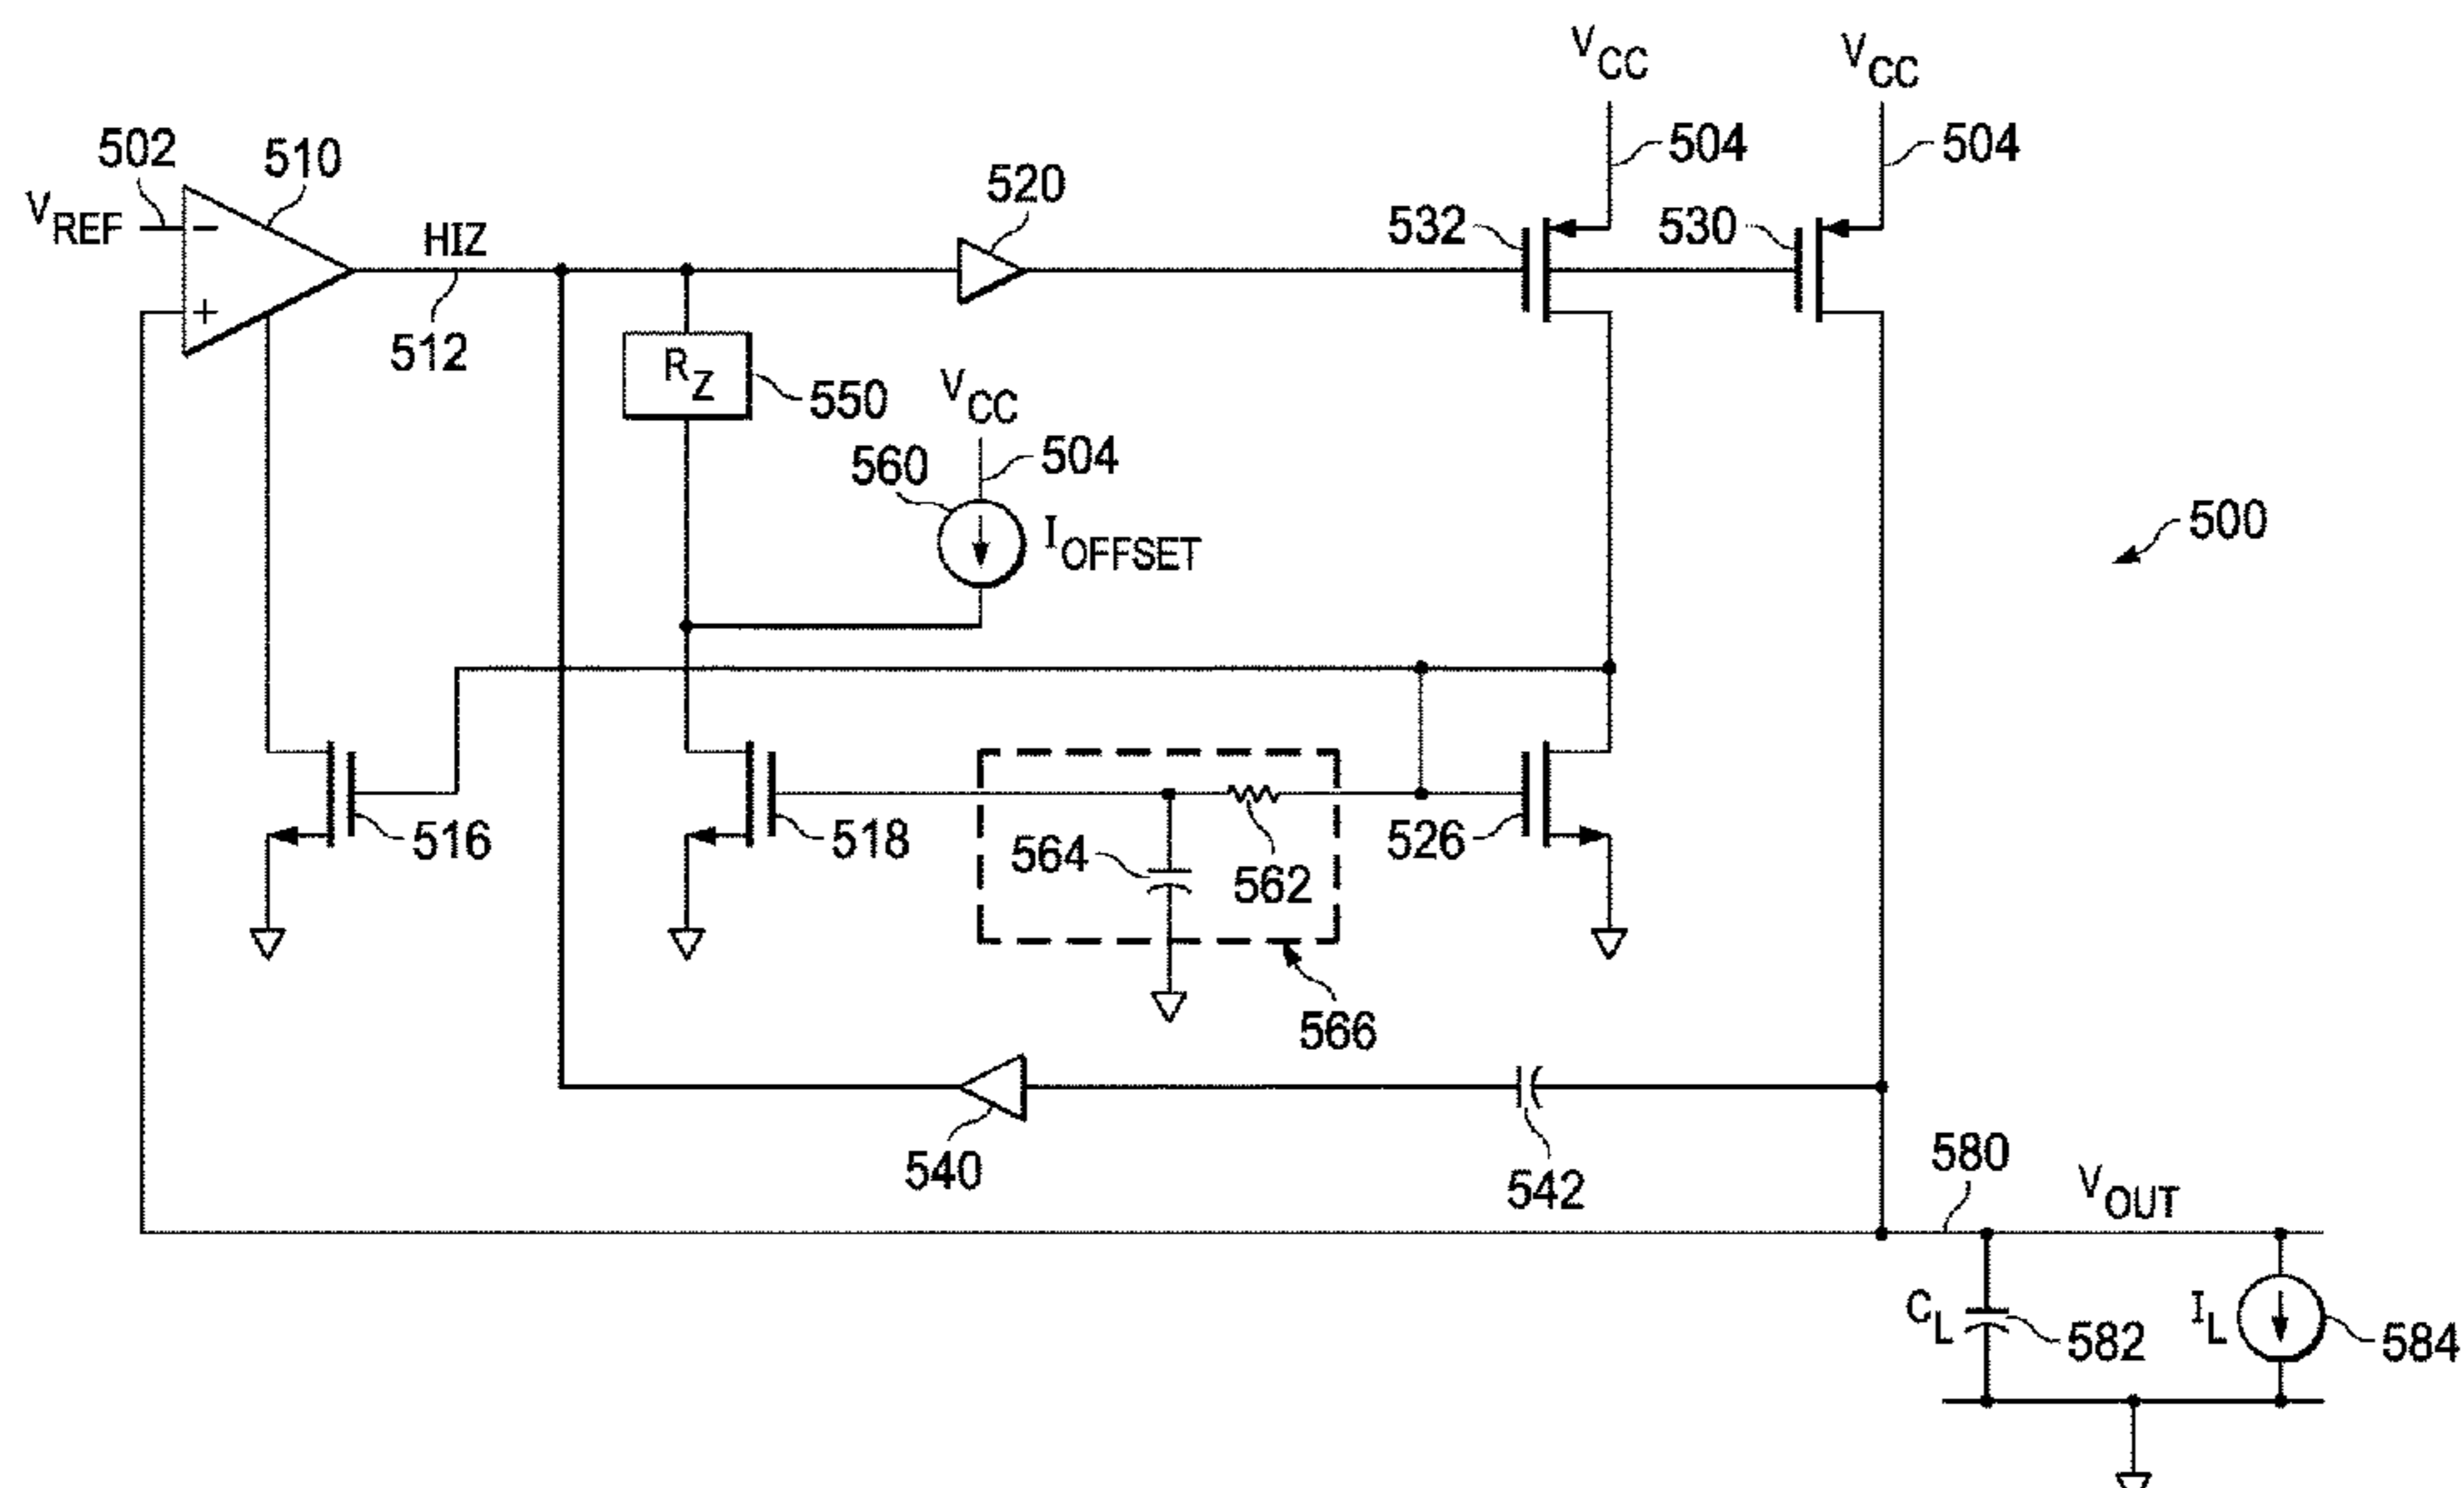 V_CC
V_CC
502
510
504
504
520
V_REF
−
HIZ
532
530
+
512
R_Z
550
V_CC
560
504
I_OFFSET
500
516
518
564
562
526
566
540
542
580
V_OUT
C_L
582
I_L
584